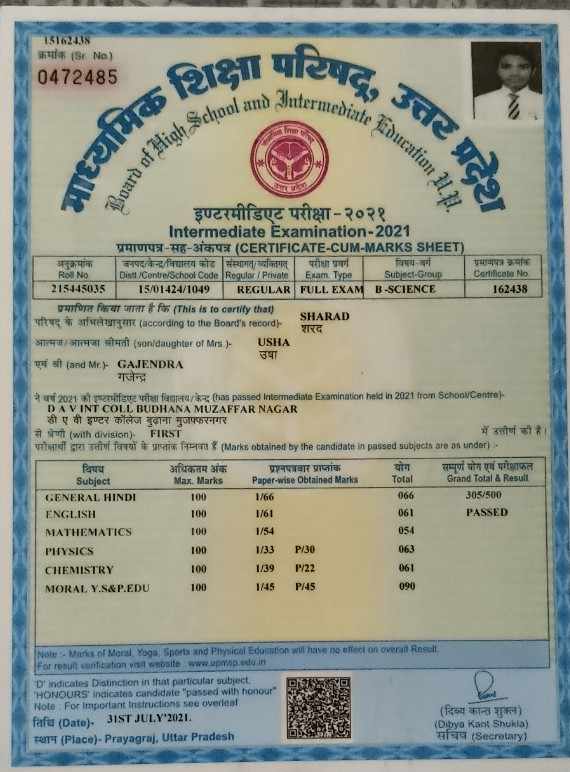 15162438
क्रमांक (Sr. No.)
0472485
माध्यमिक शिक्षा परिषद्, उत्तर प्रदेश
Board of High School and Intermediate Education U.P.
इण्टरमीडिएट परीक्षा-२०२१
Intermediate Examination-2021
प्रमाणपत्र-सह-अंकपत्र (CERTIFICATE-CUM-MARKS SHEET)
अनुक्रमांक जनपद/केन्द्र/विद्यालय कोड संस्थागत/व्यक्तिगत परीक्षा प्रवर्ग विषय-वर्ग प्रमाणपत्र क्रमांक
Roll No. Distt./Centre/School Code Regular / Private Exam. Type Subject-Group Certificate No.
215445035 15/01424/1049 REGULAR FULL EXAM B -SCIENCE 162438
प्रमाणित किया जाता है कि (This is to certify that)
परिषद् के अभिलेखानुसार (according to the Board's record)- SHARAD
शरद
आत्मज/आत्मजा श्रीमती (son/daughter of Mrs.)- USHA
उषा
एवं श्री (and Mr.)- GAJENDRA
गजेन्द्र
ने वर्ष 2021 की इण्टरमीडिएट परीक्षा विद्यालय/केन्द्र (has passed Intermediate Examination held in 2021 from School/Centre)-
D A V INT COLL BUDHANA MUZAFFAR NAGAR
डी ए वी इण्टर कॉलेज बुढ़ाना मुजफ्फरनगर
से श्रेणी (with division)- FIRST में उत्तीर्ण की है।
परीक्षार्थी द्वारा उत्तीर्ण विषयों के प्राप्तांक निम्नवत हैं (Marks obtained by the candidate in passed subjects are as under) :-
विषय अधिकतम अंक प्रश्नपत्रवार प्राप्तांक योग सम्पूर्ण योग एवं परीक्षाफल
Subject Max. Marks Paper-wise Obtained Marks Total Grand Total & Result
GENERAL HINDI 100 1/66 066 305/500
ENGLISH 100 1/61 061 PASSED
MATHEMATICS 100 1/54 054
PHYSICS 100 1/33 P/30 063
CHEMISTRY 100 1/39 P/22 061
MORAL Y.S&P.EDU 100 1/45 P/45 090
Note :- Marks of Moral, Yoga, Sports and Physical Education will have no effect on overall Result.
For result verification visit website : www.upmsp.edu.in
'D' indicates Distinction in that particular subject.
'HONOURS' indicates candidate "passed with honour"
Note : For Important Instructions see overleaf
तिथि (Date)- 31ST JULY'2021.
स्थान (Place)- Prayagraj, Uttar Pradesh
(दिव्य कान्त शुक्ल)
(Dibya Kant Shukla)
सचिव (Secretary)